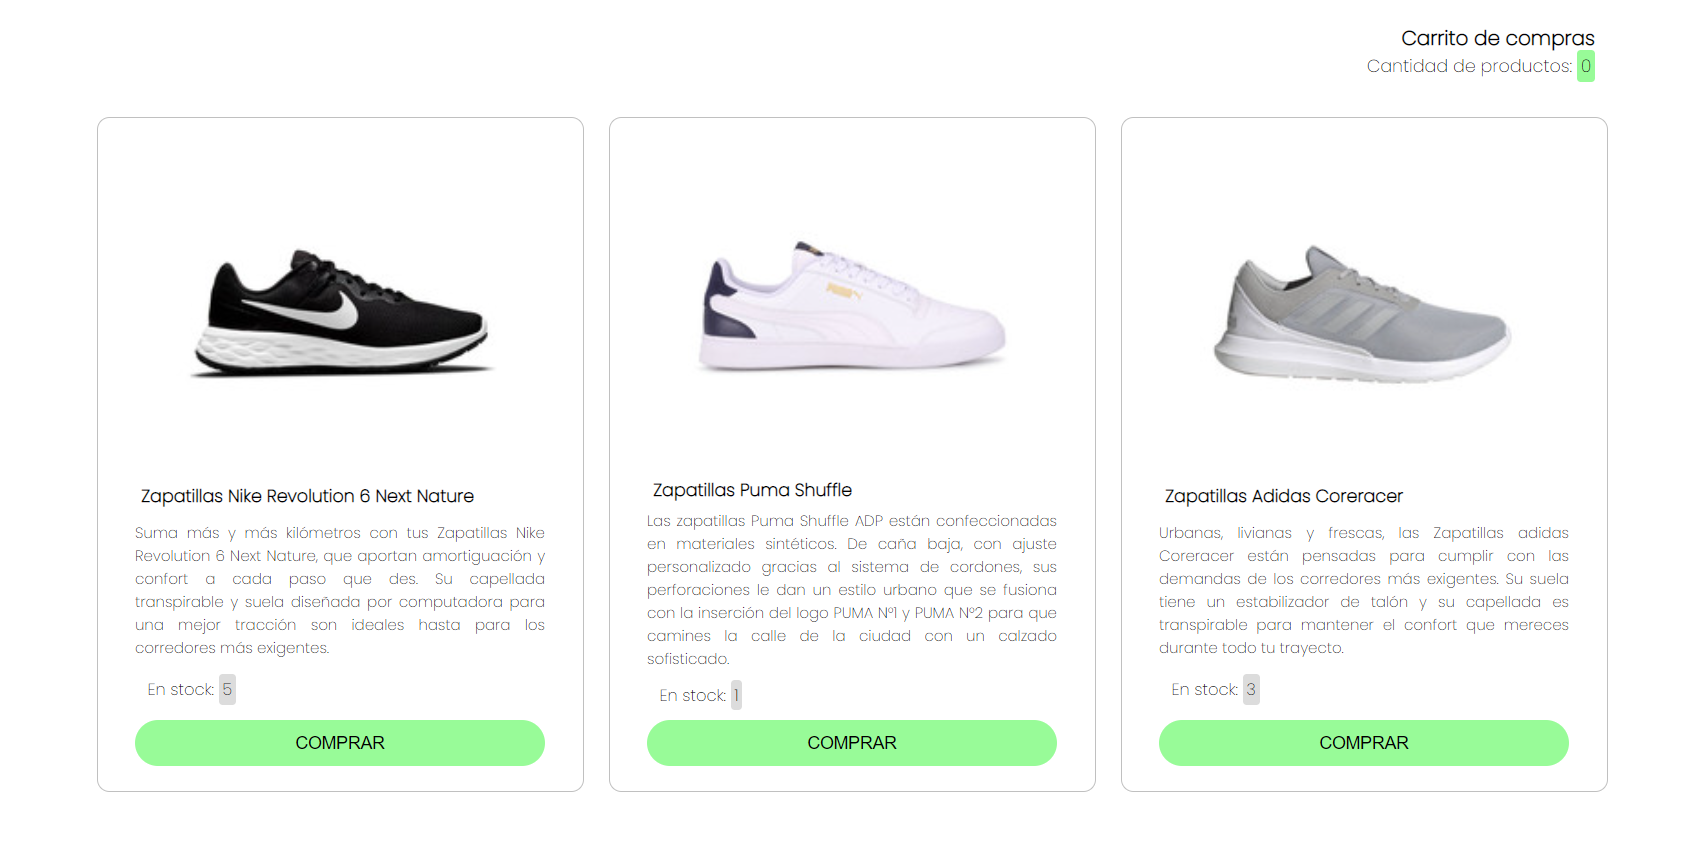 Carrito de compras
Cantidad de productos: 0
Zapatillas Nike Revolution 6 Next Nature
Suma más y más kilómetros con tus Zapatillas Nike
Revolution 6 Next Nature, que aportan amortiguación y
confort a cada paso que des. Su capellada
transpirable y suela diseñada por computadora para
una mejor tracción son ideales hasta para los
corredores más exigentes.
En stock: 5
COMPRAR
PUMA
Zapatillas Puma Shuffle
Las zapatillas Puma Shuffle ADP están confeccionadas
en materiales sintéticos. De caña baja, con ajuste
personalizado gracias al sistema de cordones, sus
perforaciones le dan un estilo urbano que se fusiona
con la inserción del logo PUMA Nº1 y PUMA Nº2 para que
camines la calle de la ciudad con un calzado
sofisticado.
En stock: 1
COMPRAR
Zapatillas Adidas Coreracer
Urbanas, livianas y frescas, las Zapatillas adidas
Coreracer están pensadas para cumplir con las
demandas de los corredores más exigentes. Su suela
tiene un estabilizador de talón y su capellada es
transpirable para mantener el confort que mereces
durante todo tu trayecto.
En stock: 3
COMPRAR